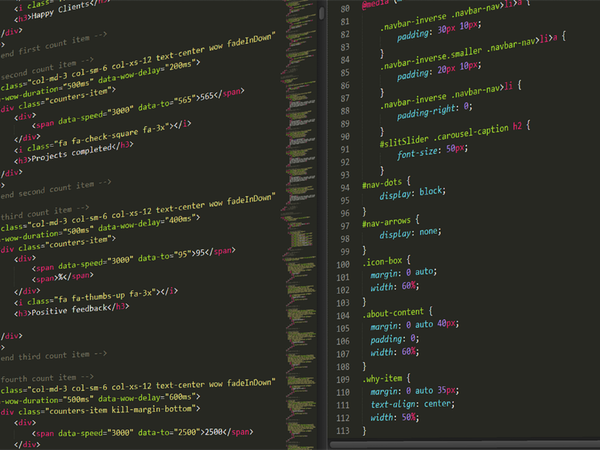 <i class="fa
<h3>Happy Clients</h
</div>
end first count item -->
second count item -->
class="col-md-3 col-sm-6 col-xs-12 text-center wow fadeInDown"
-wow-duration="500ms" data-wow-delay="200ms">
div class="counters-item">
<div>
<span data-speed="3000" data-to="565">565</span>
</div>
<i class="fa fa-check-square fa-3x"></i>
<h3>Projects completed</h3>
/div>
>
end second count item -->
third count item -->
class="col-md-3 col-sm-6 col-xs-12 text-center wow fadeInDown"
-wow-duration="500ms" data-wow-delay="400ms">
div class="counters-item">
<div>
<span data-speed="3000" data-to="95">95</span>
<span>%</span>
</div>
<i class="fa fa-thumbs-up fa-3x"></i>
<h3>Positive feedback</h3>
/div>
>
end third count item -->
fourth count item -->
class="col-md-3 col-sm-6 col-xs-12 text-center wow fadeInDown"
-wow-duration="500ms" data-wow-delay="600ms">
div class="counters-item kill-margin-bottom">
<div>
<span data-speed="3000" data-to="2500">2500</span>
</div>
80 @media
81
82 .navbar-inverse .navbar-nav>li>a {
83 padding: 30px 10px;
84 }
85 .navbar-inverse.smaller .navbar-nav>li>a {
86 padding: 20px 10px;
87 }
88 .navbar-inverse .navbar-nav>li {
89 padding-right: 0;
90 }
91 #slitSlider .carousel-caption h2 {
92 font-size: 50px;
93 }
94 #nav-dots {
95 display: block;
96 }
97 #nav-arrows {
98 display: none;
99 }
100 .icon-box {
101 margin: 0 auto;
102 width: 60%;
103 }
104 .about-content {
105 margin: 0 auto 40px;
106 padding: 0;
107 width: 60%;
108 }
109 .why-item {
110 margin: 0 auto 35px;
111 text-align: center;
112 width: 50%;
113 }